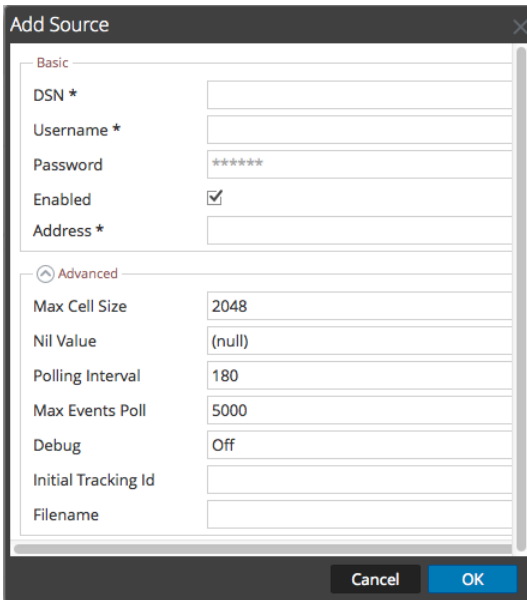 Add Source
Basic
DSN *
Username *
Password ******
Enabled
Address *
Advanced
Max Cell Size 2048
Nil Value (null)
Polling Interval 180
Max Events Poll 5000
Debug Off
Initial Tracking Id
Filename
Cancel OK